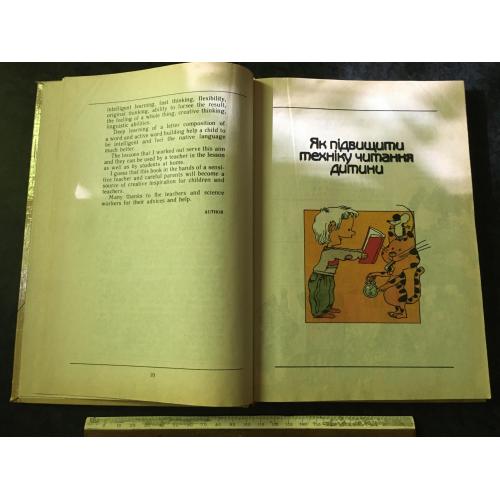 intelligent learning, fast thinking, flexibility,
original thinking, ability to forsee the result,
the feeling of a whole thing, creative thinking,
linguistic abilities.
Deep learning of a letter composition of
a word and active word building help a child to
be intelligent and feel the native language
much better.
The lessons that I worked out serve this aim
and they can be used by a teacher in the lesson
as well as by students at home.
I guess that this book in the hands of a sensi-
tive teacher and careful parents will become a
source of creative inspiration for children and
teachers.
Many thanks to the teachers and science
workers for their advices and help.
AUTHOR
Як підвищити
техніку читання
дитини